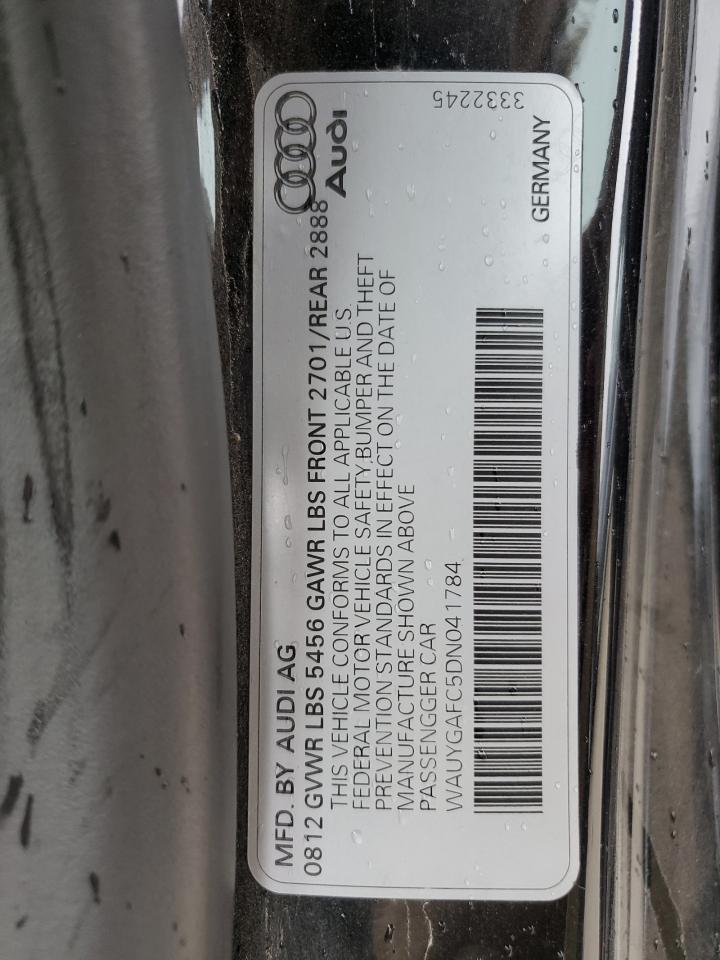 MFD. BY AUDI AG
0812 GVWR LBS 5456 GAWR LBS FRONT 2701/REAR 2888
THIS VEHICLE CONFORMS TO ALL APPLICABLE U.S.
FEDERAL MOTOR VEHICLE SAFETY,BUMPER AND THEFT
PREVENTION STANDARDS IN EFFECT ON THE DATE OF
MANUFACTURE SHOWN ABOVE
PASSENGGER CAR
WAUYGAFC5DN041784
Audi
GERMANY
3332245